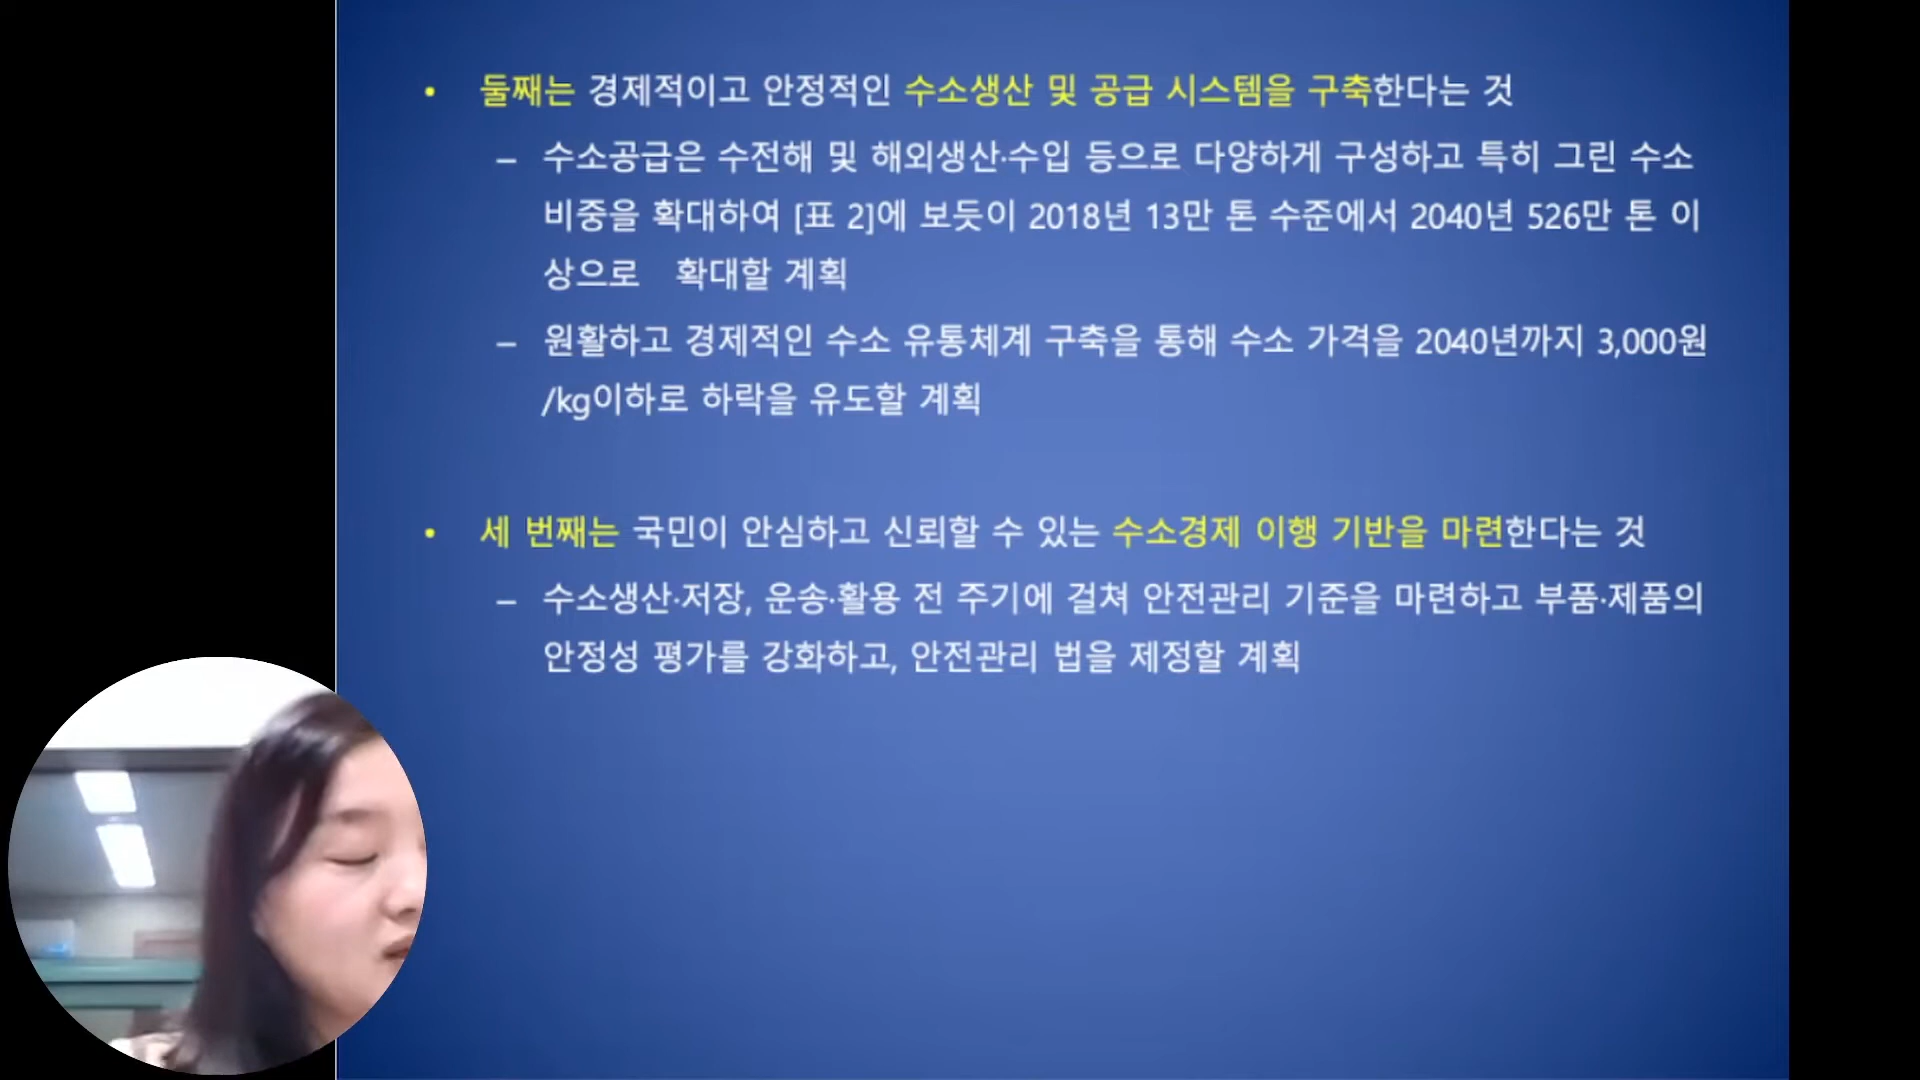 • 둘째는 경제적이고 안정적인 수소생산 및 공급 시스템을 구축한다는 것
– 수소공급은 수전해 및 해외생산·수입 등으로 다양하게 구성하고 특히 그린 수소
비중을 확대하여 [표 2]에 보듯이 2018년 13만 톤 수준에서 2040년 526만 톤 이
상으로 확대할 계획
– 원활하고 경제적인 수소 유통체계 구축을 통해 수소 가격을 2040년까지 3,000원
/kg이하로 하락을 유도할 계획
• 세 번째는 국민이 안심하고 신뢰할 수 있는 수소경제 이행 기반을 마련한다는 것
– 수소생산·저장, 운송·활용 전 주기에 걸쳐 안전관리 기준을 마련하고 부품·제품의
안정성 평가를 강화하고, 안전관리 법을 제정할 계획